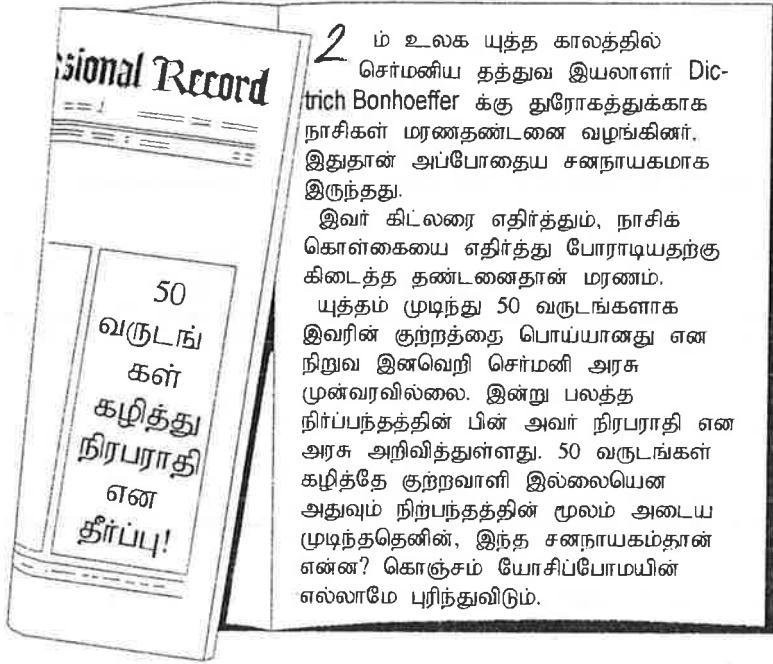 ssional Record
50
வருடங்
கள்
கழித்து
நிரபராதி
என
தீர்ப்பு!
2 ம் உலக யுத்த காலத்தில்
செர்மனிய தத்துவ இயலாளர் Dic-
trich Bonhoeffer க்கு துரோகத்துக்காக
நாசிகள் மரணதண்டனை வழங்கினர்.
இதுதான் அப்போதைய சனநாயகமாக
இருந்தது.
இவர் கிட்லரை எதிர்த்தும், நாசிக்
கொள்கையை எதிர்த்து போராடியதற்கு
கிடைத்த தண்டனைதான் மரணம்.
யுத்தம் முடிந்து 50 வருடங்களாக
இவரின் குற்றத்தை பொய்யானது என
நிறுவ இனவெறி செர்மனி அரசு
முன்வரவில்லை. இன்று பலத்த
நிர்ப்பந்தத்தின் பின் அவர் நிரபராதி என
அரசு அறிவித்துள்ளது. 50 வருடங்கள்
கழித்தே குற்றவாளி இல்லையென
அதுவும் நிற்பந்தத்தின் மூலம் அடைய
முடிந்ததெனின், இந்த சனநாயகம்தான்
என்ன? கொஞ்சம் யோசிப்போமயின்
எல்லாமே புரிந்துவிடும்.